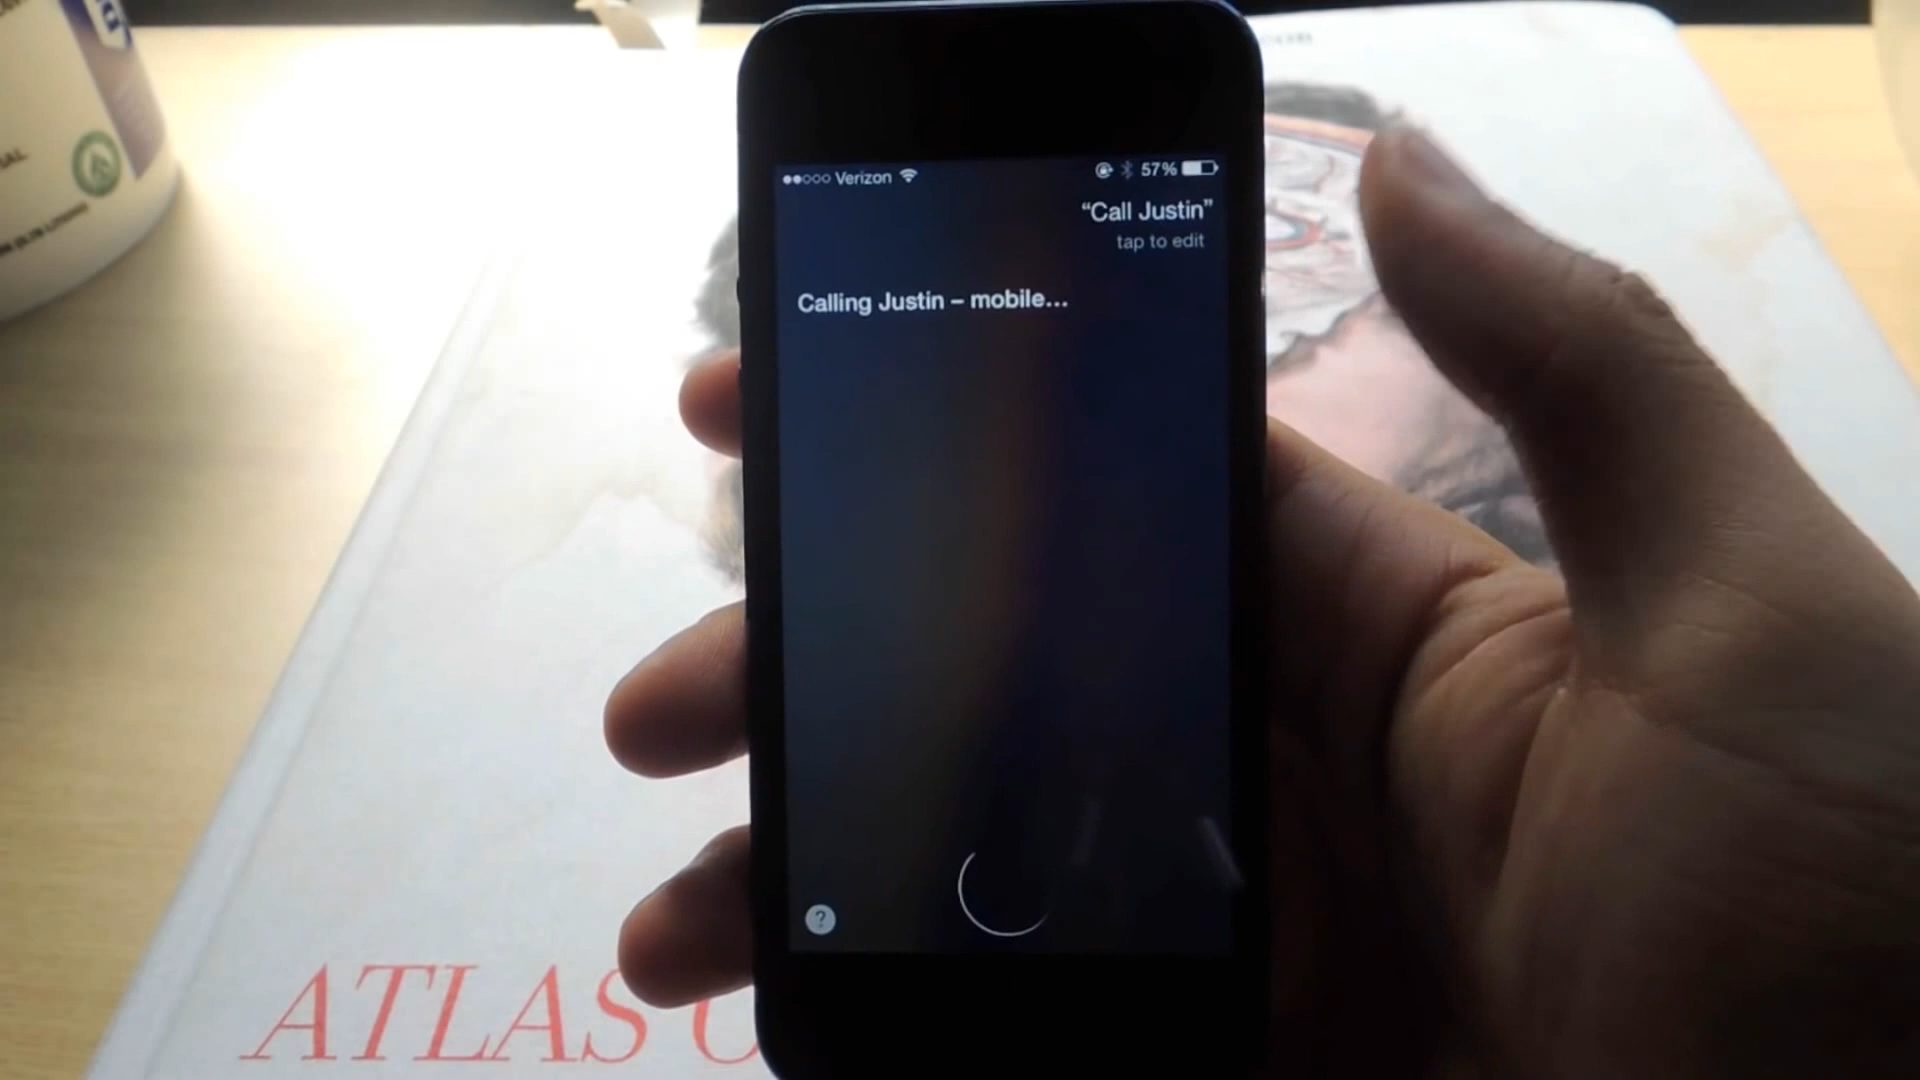 Verizon
57%
“Call Justin”
tap to edit
Calling Justin – mobile...
?
ATLAS